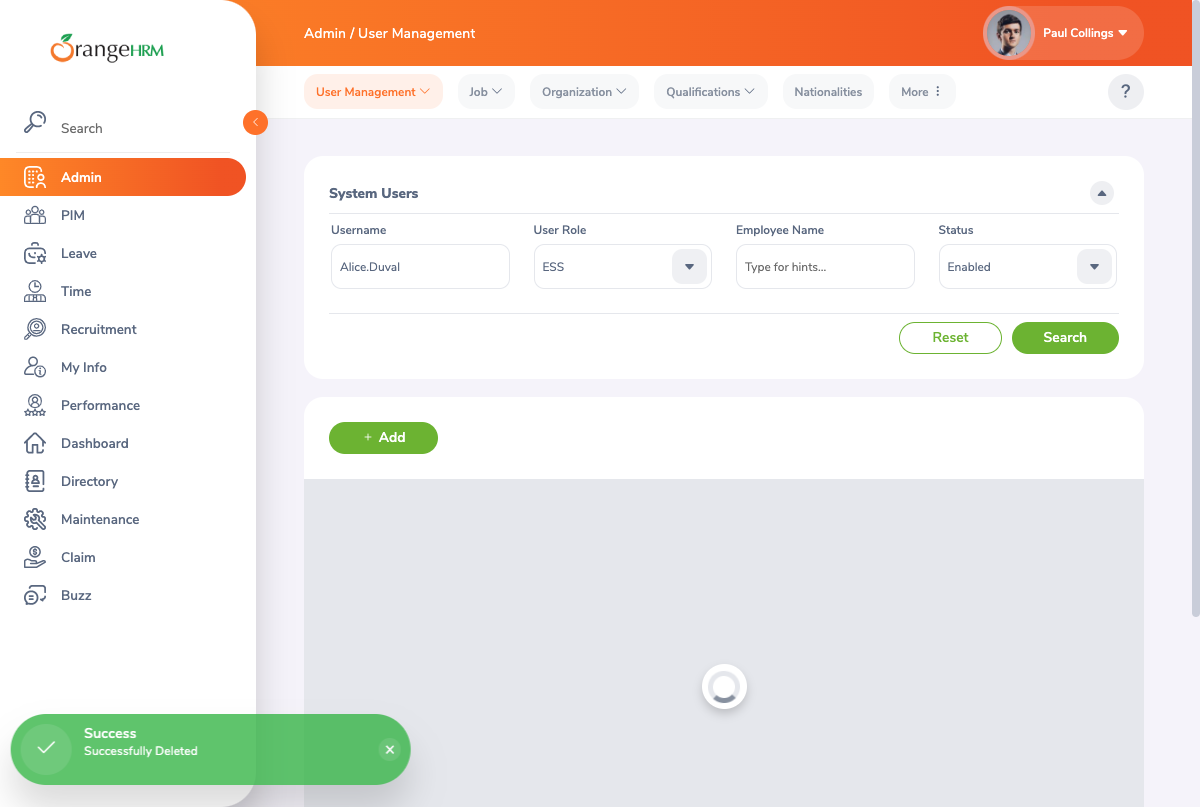 OrangeHRM
Search
Admin
PIM
Leave
Time
Recruitment
My Info
Performance
Dashboard
Directory
Maintenance
Claim
Buzz
Admin / User Management
Paul Collings
User Management
Job
Organization
Qualifications
Nationalities
More
?
System Users
Username
User Role
Employee Name
Status
Alice.Duval
ESS
Type for hints...
Enabled
Reset
Search
+ Add
Success
Successfully Deleted